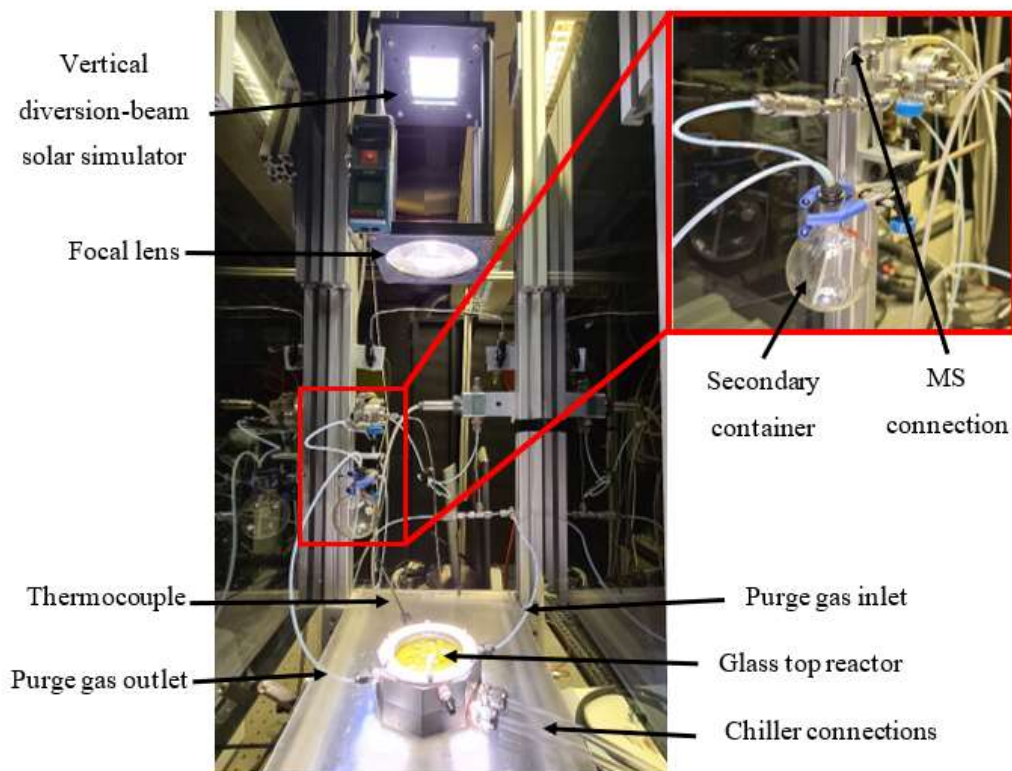 Vertical
diversion-beam
solar simulator
Focal lens
Secondary
container
MS
connection
Thermocouple
Purge gas inlet
Glass top reactor
Purge gas outlet
Chiller connections